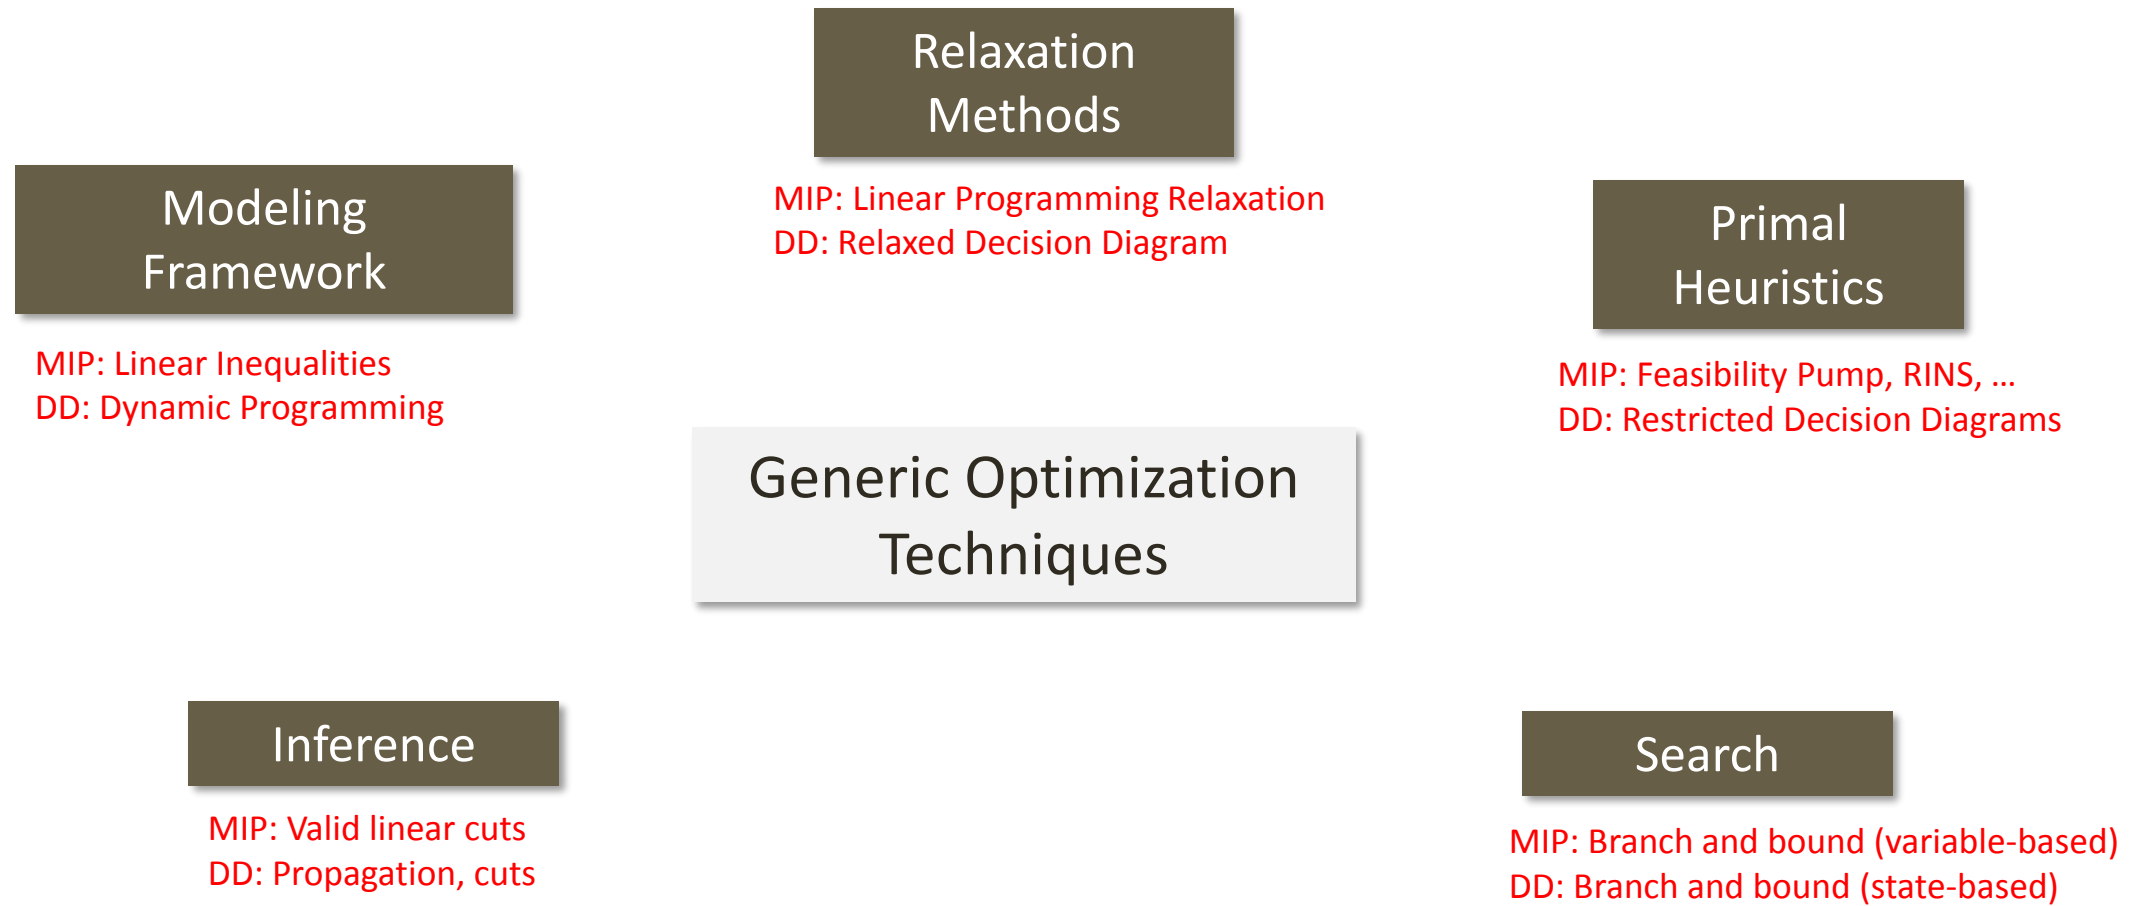 Relaxation
Methods
MIP: Linear Programming Relaxation
DD: Relaxed Decision Diagram
Modeling
Framework
MIP: Linear Inequalities
DD: Dynamic Programming
Primal
Heuristics
MIP: Feasibility Pump, RINS, ...
DD: Restricted Decision Diagrams
Generic Optimization
Techniques
Inference
MIP: Valid linear cuts
DD: Propagation, cuts
Search
MIP: Branch and bound (variable-based)
DD: Branch and bound (state-based)